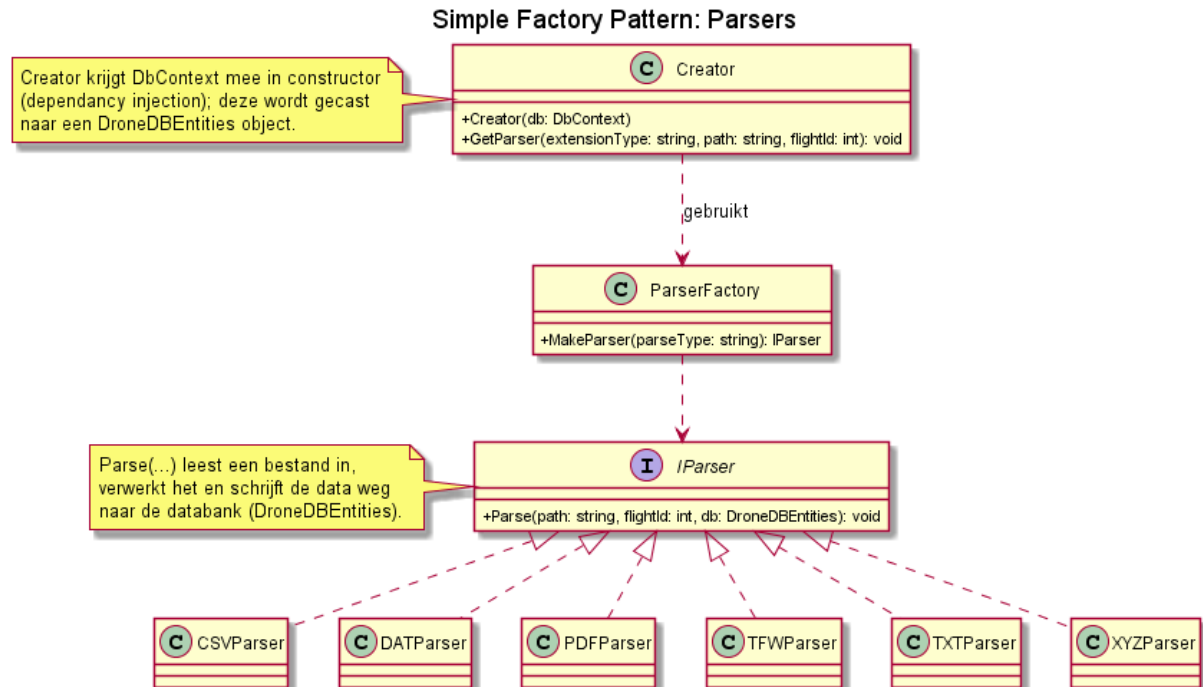 Simple Factory Pattern: Parsers
Creator krijgt DbContext mee in constructor
(dependancy injection); deze wordt gecast
naar een DroneDBEntities object.
C Creator
+Creator(db: DbContext)
+GetParser(extensionType: string, path: string, flightId: int): void
gebruikt
C ParserFactory
+MakeParser(parseType: string): IParser
Parse(...) leest een bestand in,
verwerkt het en schrijft de data weg
naar de databank (DroneDBEntities).
I IParser
+Parse(path: string, flightId: int, db: DroneDBEntities): void
C CSVParser
C DATParser
C PDFParser
C TFWParser
C TXTParser
C XYZParser